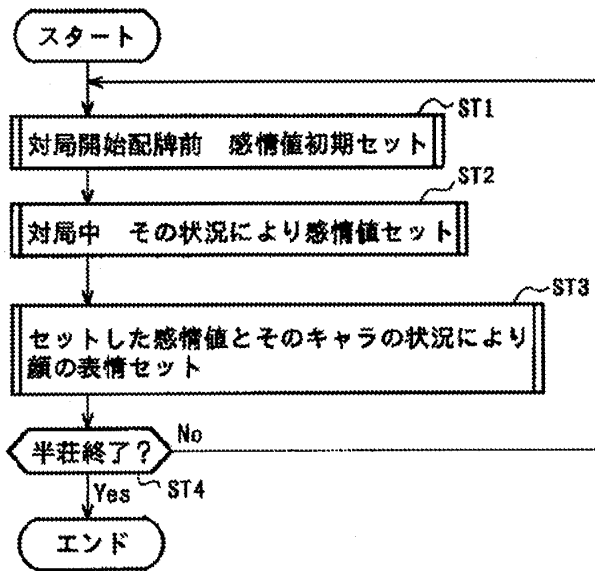 スタート
ST1
対局開始配牌前　感情値初期セット
ST2
対局中　その状況により感情値セット
ST3
セットした感情値とそのキャラの状況により
顔の表情セット
半荘終了？
No
ST4
Yes
エンド